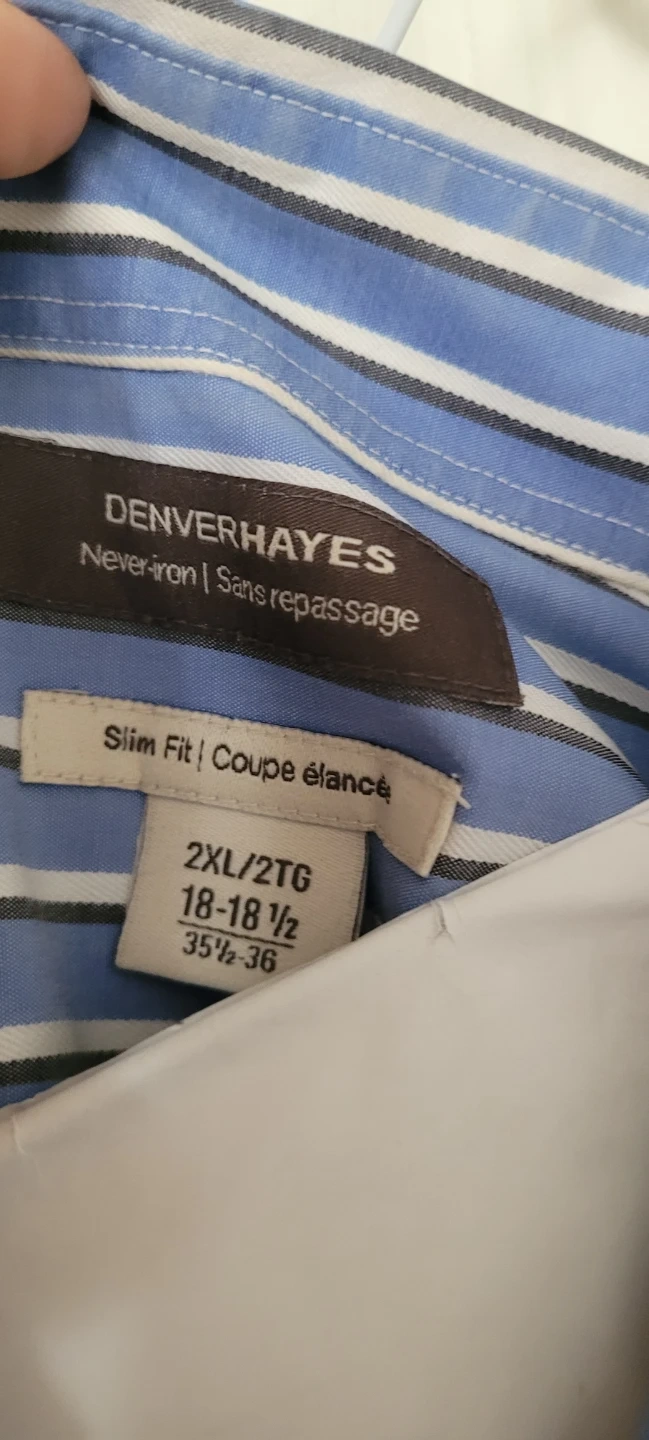 DENVERHAYES
Never-iron | Sans repassage
Slim Fit | Coupe élancé
2XL/2TG
18-18 ½
35½-36